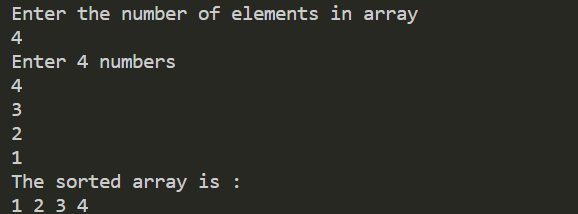 Enter the number of elements in array
4
Enter 4 numbers
4
3
2
1
The sorted array is :
1 2 3 4